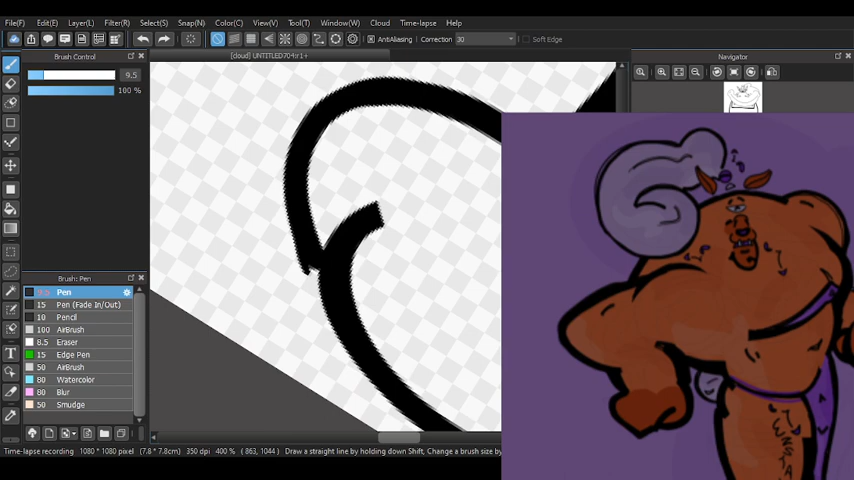 File(F) Edit(E) Layer(L) Filter(R) Select(S) Snap(N) Color(C) View(V) Tool(T) Window(W) Cloud Time-lapse Help
AntiAliasing Correction 30 Soft Edge
Brush Control
[cloud] UNTITLED704:r1+
Navigator
9.5
100 %
Brush: Pen
Pen
15 Pen (Fade In/Out)
10 Pencil
100 AirBrush
8.5 Eraser
15 Edge Pen
50 AirBrush
80 Watercolor
80 Blur
50 Smudge
Time-lapse recording 1080 * 1080 pixel (7.8 * 7.8cm) 350 dpi 400 % ( 863, 1044 ) Draw a straight line by holding down Shift, Change a brush size by